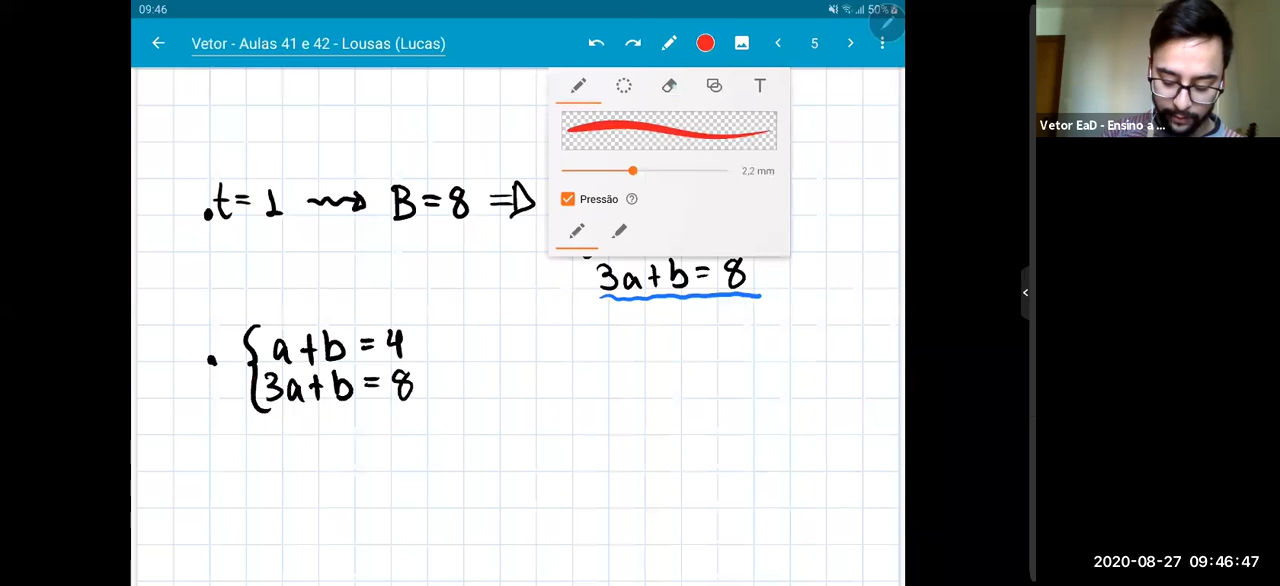 09:46
50%
Vetor - Aulas 41 e 42 - Lousas (Lucas)
5
T
2,2 mm
Pressão
Vetor EaD - Ensino a ...
.t = 1 ⇝ B = 8 ⇒
3a + b = 8
. { a + b = 4
3a + b = 8
2020-08-27 09:46:47